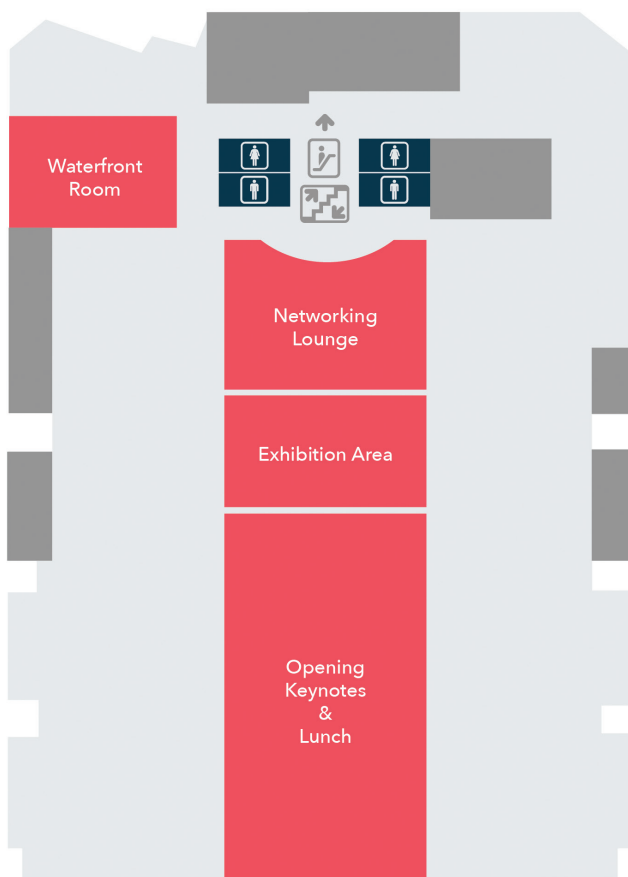 Waterfront
Room
Networking
Lounge
Exhibition Area
Opening
Keynotes
&
Lunch